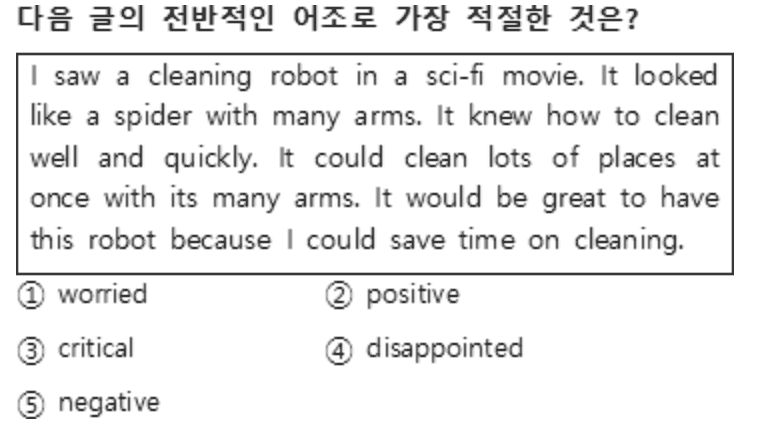 다음 글의 전반적인 어조로 가장 적절한 것은?
I saw a cleaning robot in a sci-fi movie. It looked
like a spider with many arms. It knew how to clean
well and quickly. It could clean lots of places at
once with its many arms. It would be great to have
this robot because I could save time on cleaning.
① worried ② positive
③ critical ④ disappointed
⑤ negative